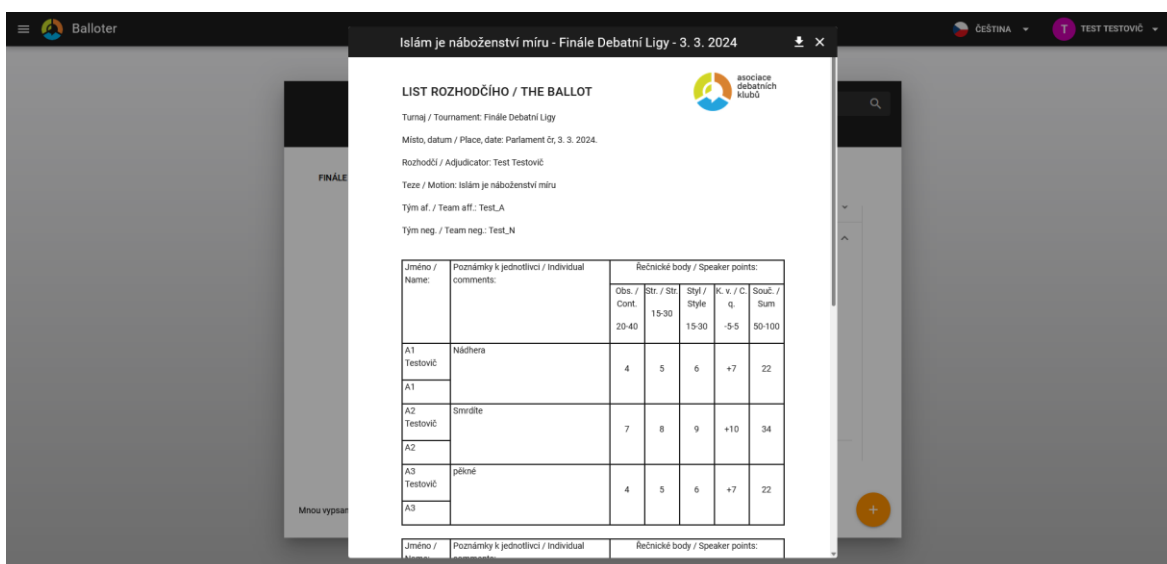 Balloter
ČEŠTINA
T
TEST TESTOVIČ
Islám je náboženství míru - Finále Debatní Ligy - 3. 3. 2024
LIST ROZHODČÍHO / THE BALLOT
asociace
debatních
klubů
Turnaj / Tournament: Finále Debatní Ligy
Místo, datum / Place, date: Parlament čr, 3. 3. 2024.
Rozhodčí / Adjudicator: Test Testovič
FINÁLE
Teze / Motion: Islám je náboženství míru
Tým af. / Team aff.: Test_A
Tým neg. / Team neg.: Test_N
Jméno /
Name:
Poznámky k jednotlivci / Individual
comments:
Řečnické body / Speaker points:
Obs. /
Cont.
20-40
Str. / Str.
15-30
Styl /
Style
15-30
K. v. / C.
q.
-5-5
Souč. /
Sum
50-100
A1
Testovič
A1
Nádhera
4 5 6 +7 22
A2
Testovič
A2
Smrdíte
7 8 9 +10 34
A3
Testovič
A3
pěkné
4 5 6 +7 22
Mnou vypsan
Jméno /
Poznámky k jednotlivci / Individual
Řečnické body / Speaker points: